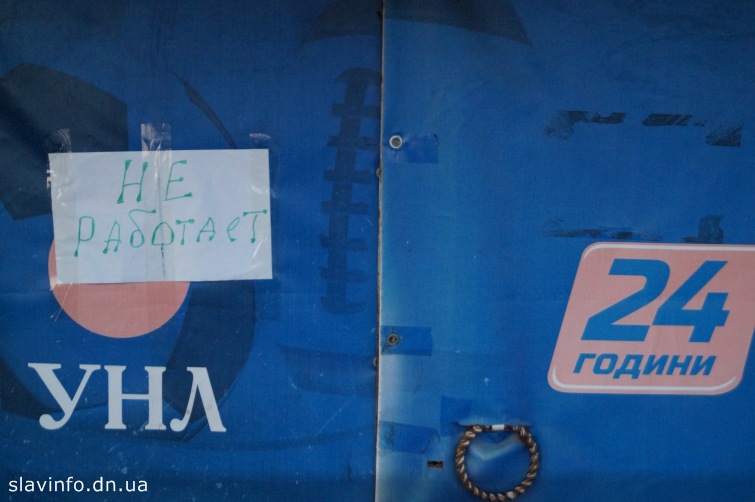 НЕ
РАбОТАеТ
УНЛ
24
ГОДИНИ
slavinfo.dn.ua